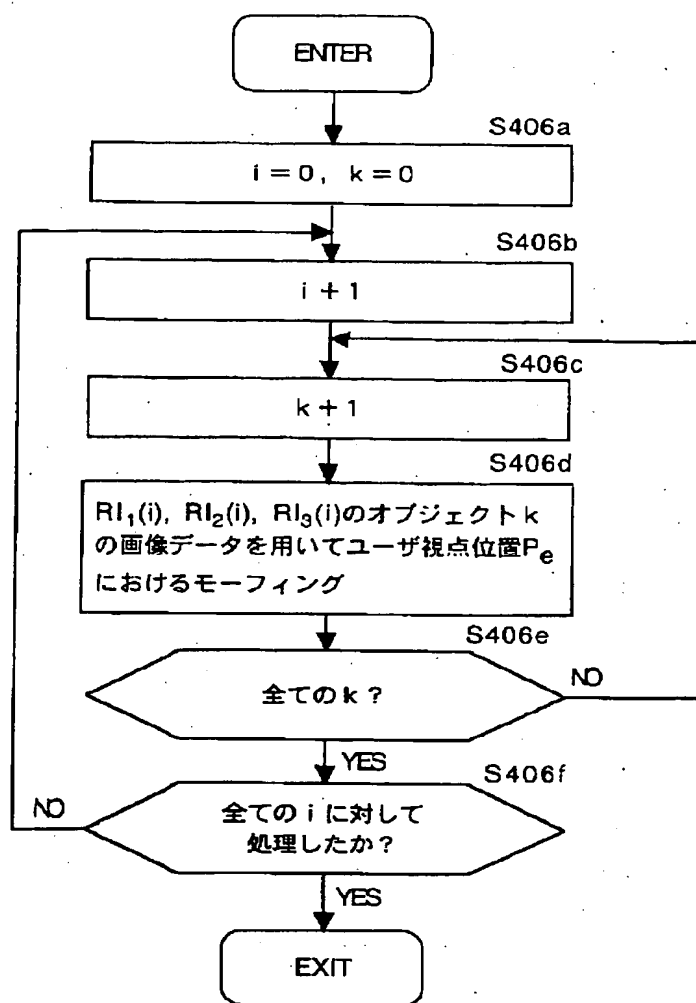 ENTER
S406a
i = 0, k = 0
S406b
i + 1
S406c
k + 1
S406d
RI₁(i), RI₂(i), RI₃(i)のオブジェクトk
の画像データを用いてユーザ視点位置Pₑ
におけるモーフィング
S406e
全てのk？
NO
YES
S406f
全てのiに対して
処理したか？
NO
YES
EXIT